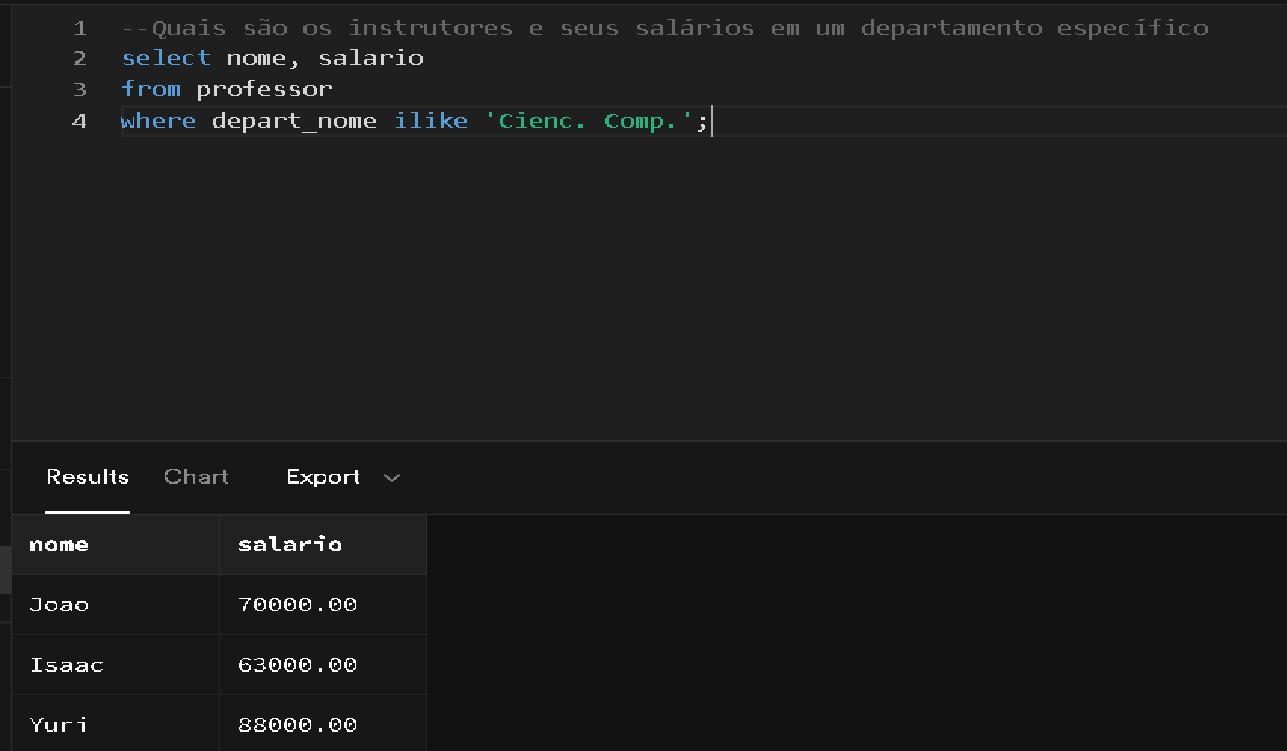 1 --Quais são os instrutores e seus salários em um departamento específico
2 select nome, salario
3 from professor
4 where depart_nome ilike 'Cienc. Comp.';
Results Chart Export
nome salario
Joao 70000.00
Isaac 63000.00
Yuri 88000.00